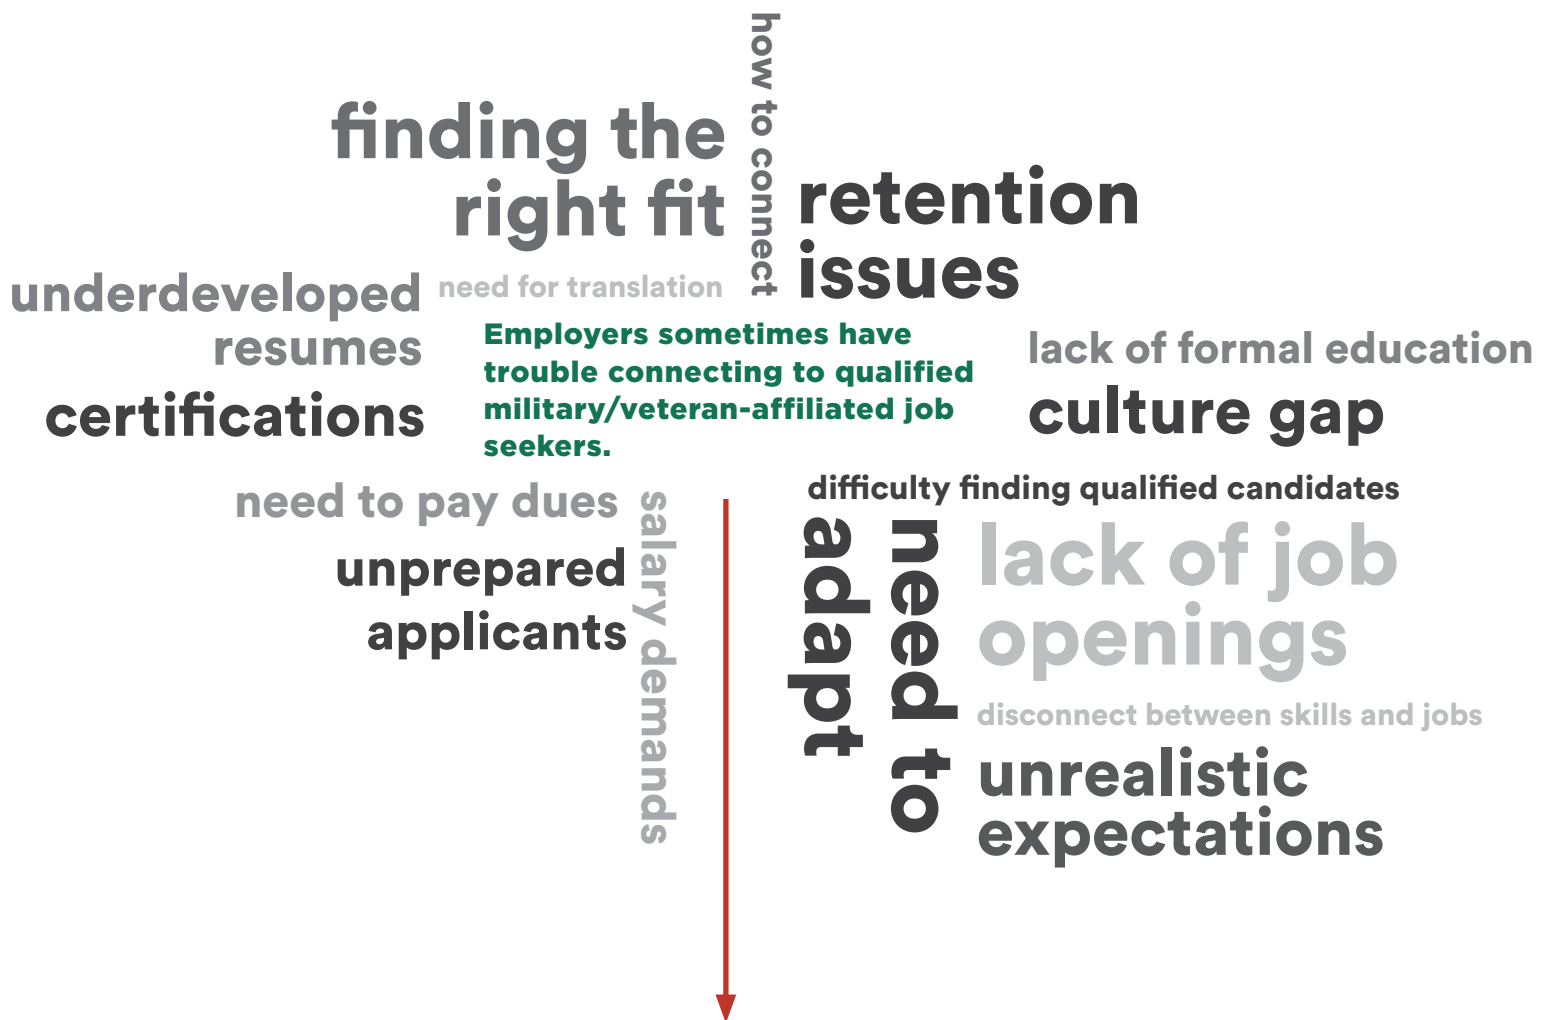 how to connect
finding the
right fit
retention
issues
underdeveloped
resumes
need for translation
certifications
Employers sometimes have
trouble connecting to qualified
military/veteran-affiliated job
seekers.
lack of formal education
culture gap
need to pay dues
salary demands
unprepared
applicants
difficulty finding qualified candidates
need to
adapt
lack of job
openings
disconnect between skills and jobs
unrealistic
expectations